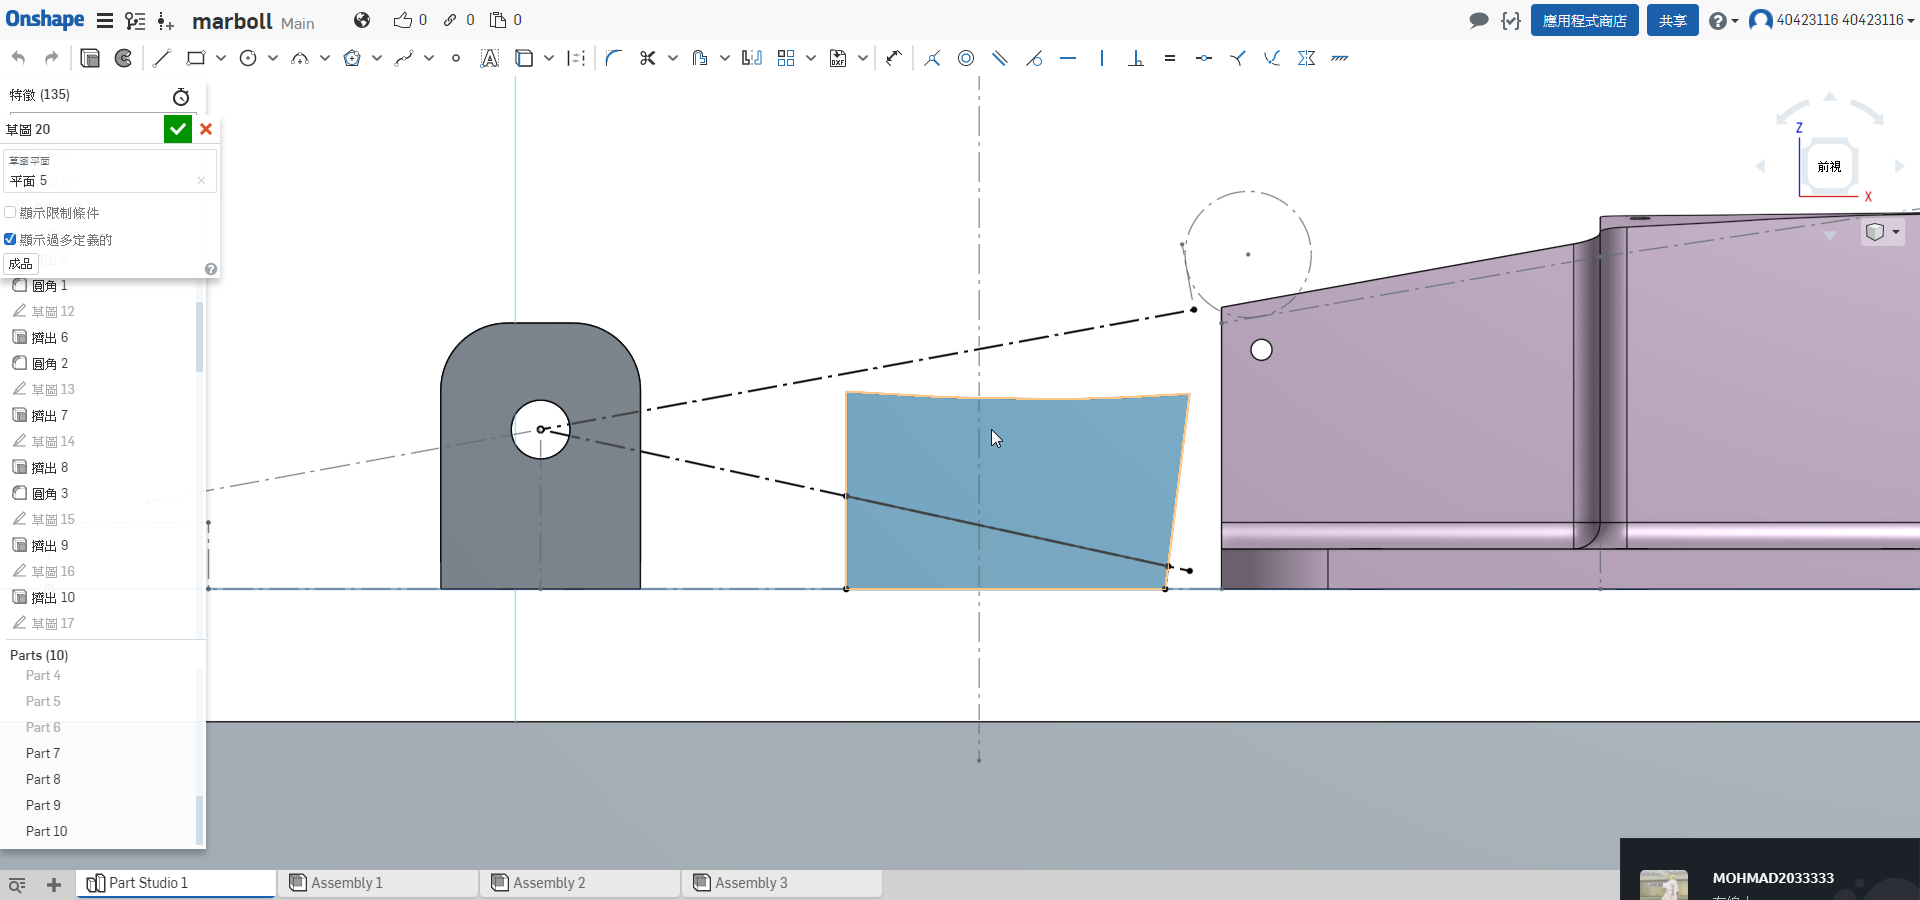 Onshape marboll Main 0 0 0 應用程式商店 共享 40423116 40423116
特徵 (135)
草圖 20
草圖平面
平面 5
顯示限制條件
顯示過多定義的
成品
圓角 1
草圖 12
擠出 6
圓角 2
草圖 13
擠出 7
草圖 14
擠出 8
圓角 3
草圖 15
擠出 9
草圖 16
擠出 10
草圖 17
Parts (10)
Part 4
Part 5
Part 6
Part 7
Part 8
Part 9
Part 10
Z
前視
X
Part Studio 1 Assembly 1 Assembly 2 Assembly 3
MOHMAD2033333